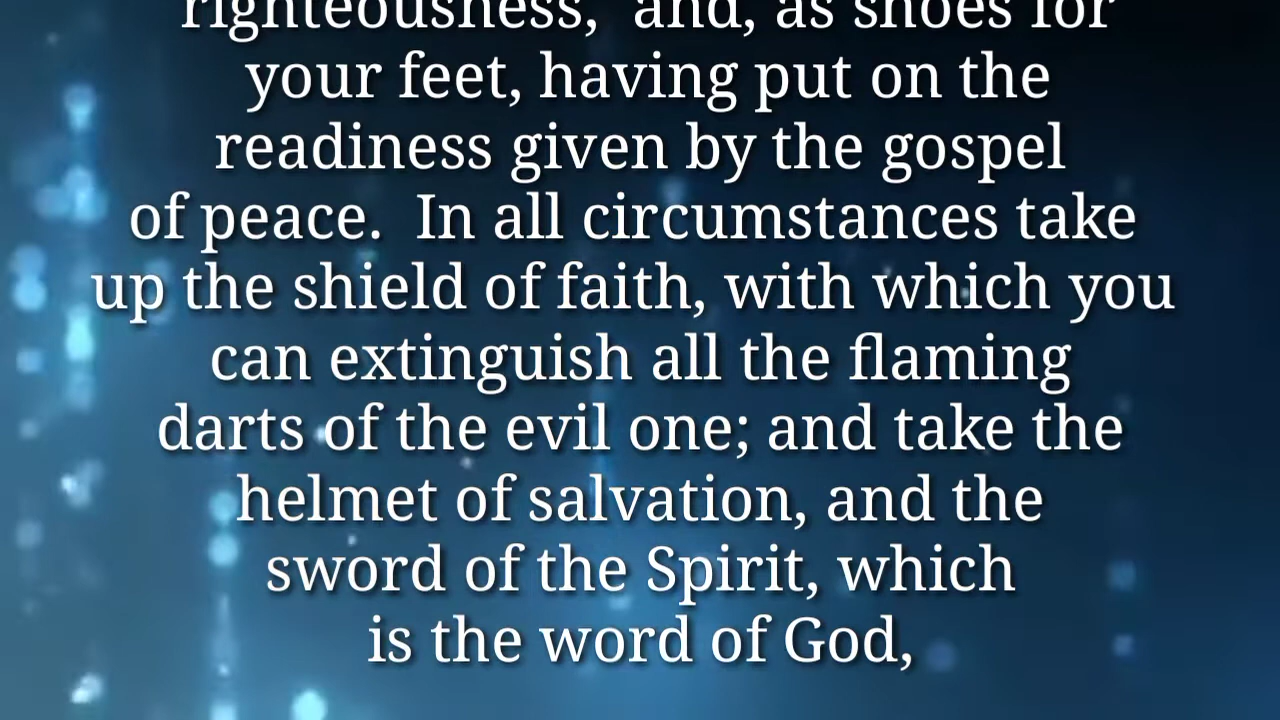 righteousness,  and, as shoes for
your feet, having put on the
readiness given by the gospel
of peace.  In all circumstances take
up the shield of faith, with which you
can extinguish all the flaming
darts of the evil one; and take the
helmet of salvation, and the
sword of the Spirit, which
is the word of God,